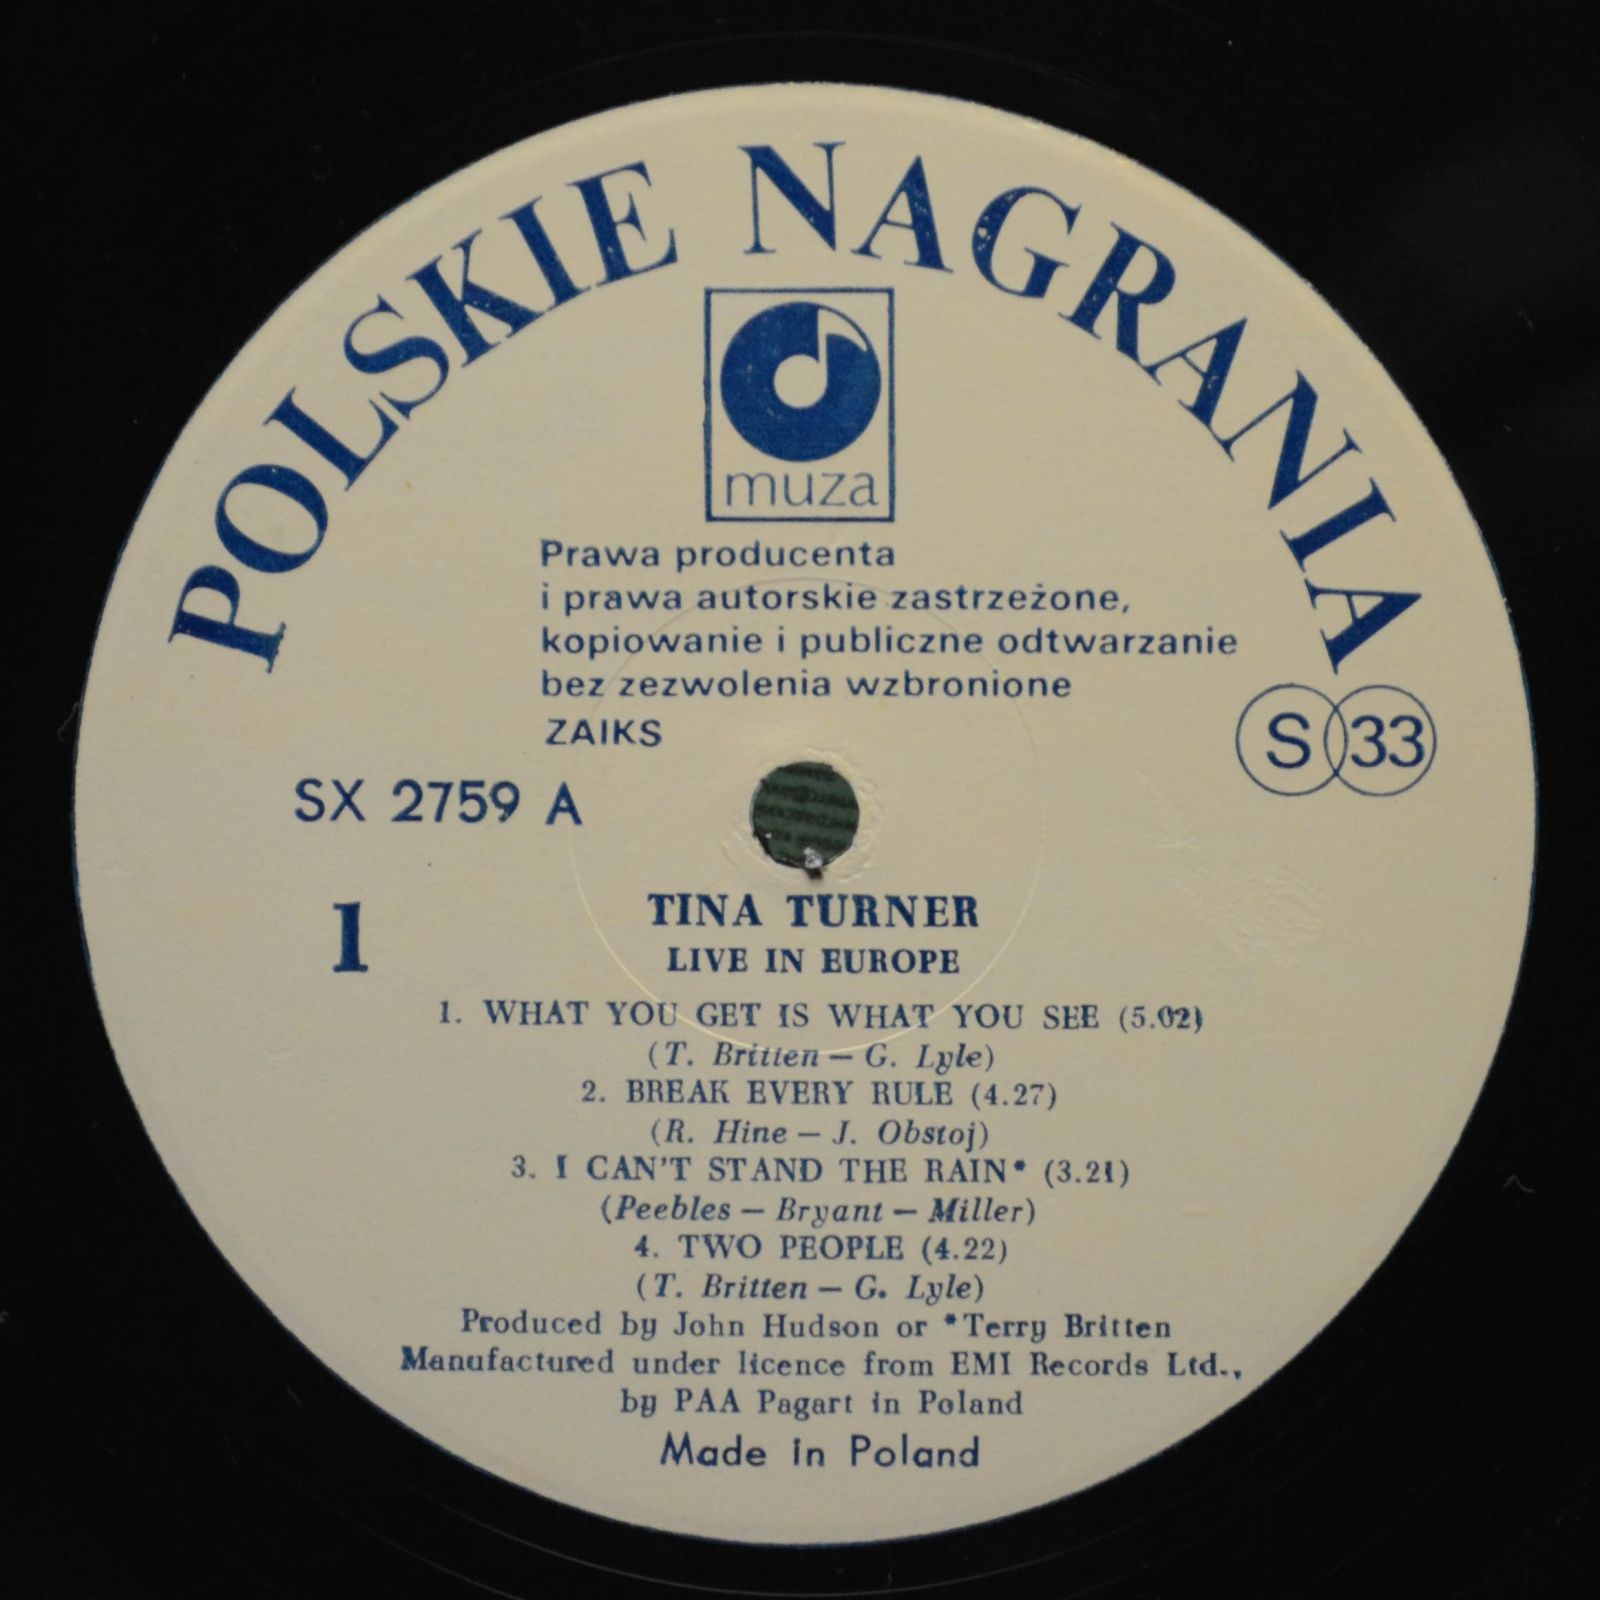 POLSKIE NAGRANIA
muza
Prawa producenta
i prawa autorskie zastrzeżone,
kopiowanie i publiczne odtwarzanie
bez zezwolenia wzbronione
ZAIKS
S 33
SX 2759 A
1
TINA TURNER
LIVE IN EUROPE
1. WHAT YOU GET IS WHAT YOU SEE (5.02)
(T. Britten — G. Lyle)
2. BREAK EVERY RULE (4.27)
(R. Hine — J. Obstoj)
3. I CAN'T STAND THE RAIN* (3.21)
(Peebles — Bryant — Miller)
4. TWO PEOPLE (4.22)
(T. Britten — G. Lyle)
Produced by John Hudson or *Terry Britten
Manufactured under licence from EMI Records Ltd.,
by PAA Pagart in Poland
Made in Poland